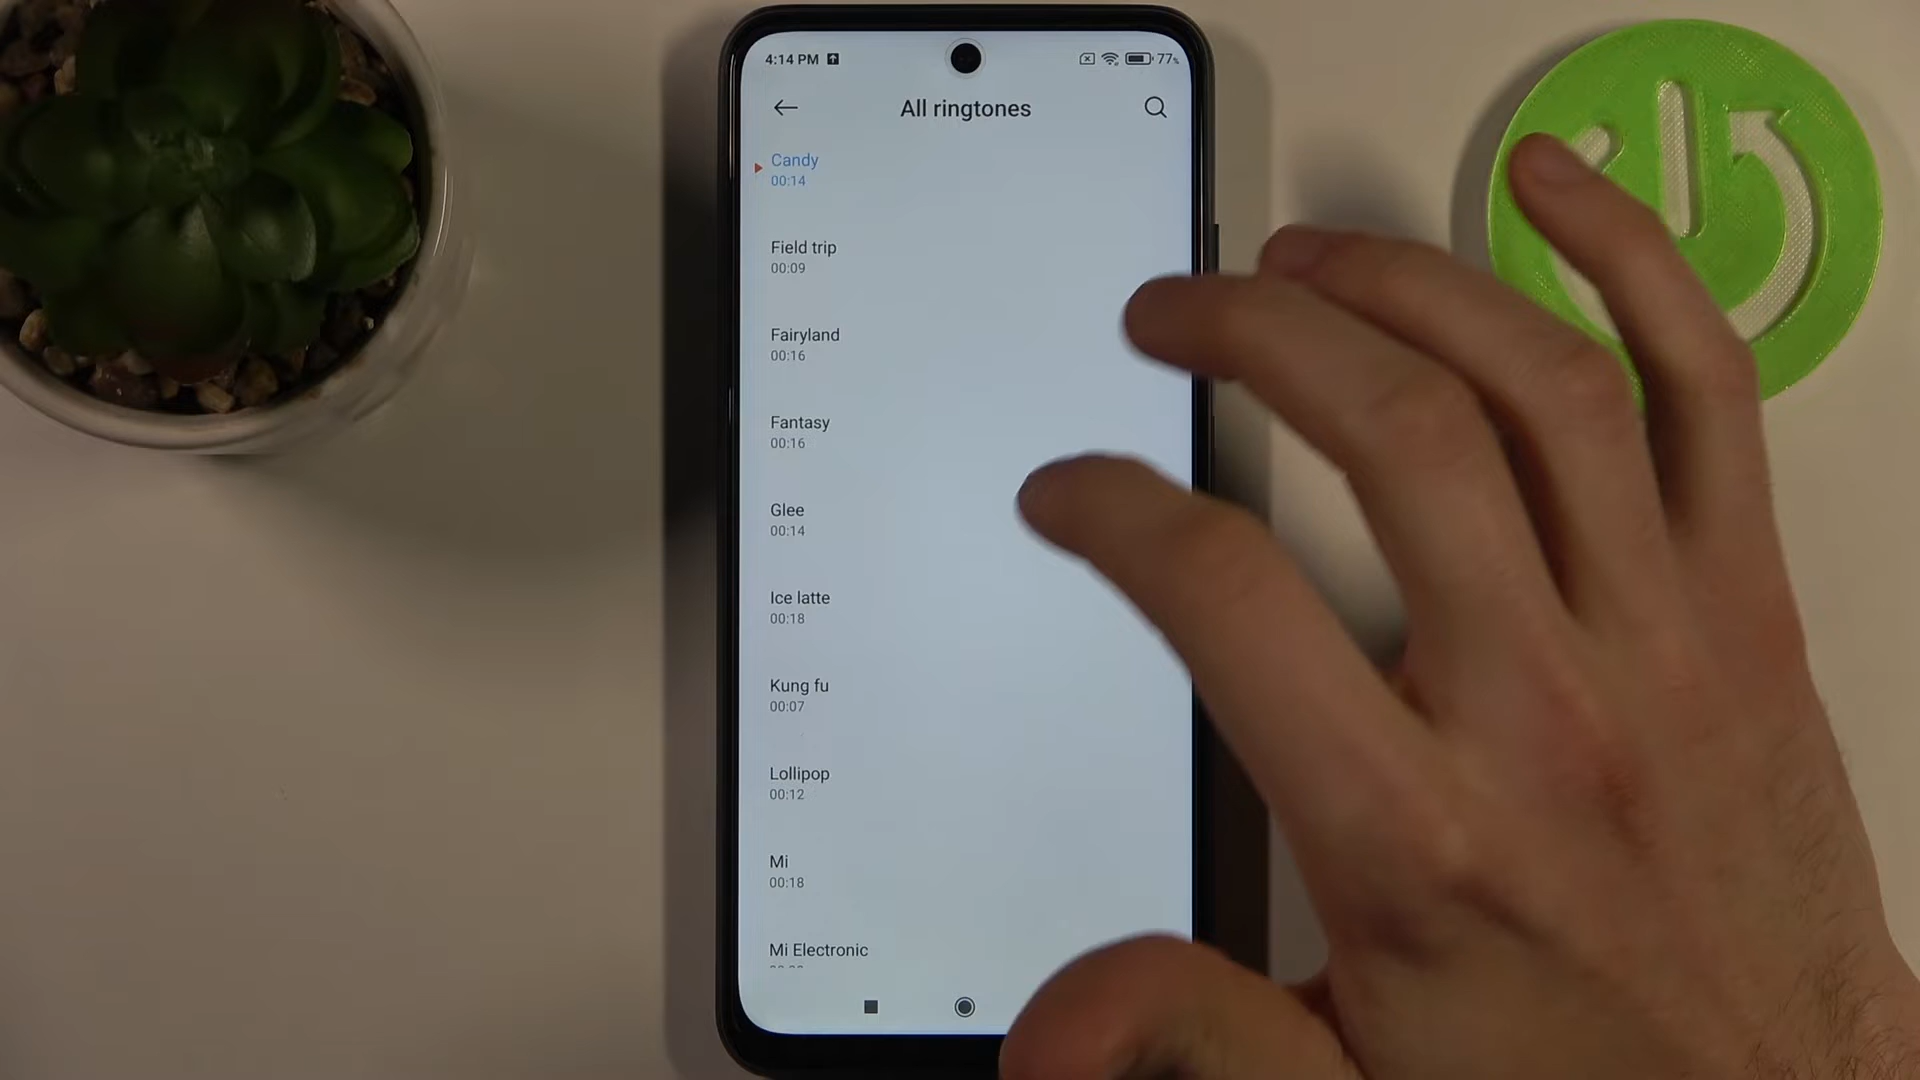 4:14 PM 77%
All ringtones
Candy
00:14
Field trip
00:09
Fairyland
00:16
Fantasy
00:16
Glee
00:14
Ice latte
00:18
Kung fu
00:07
Lollipop
00:12
Mi
00:18
Mi Electronic